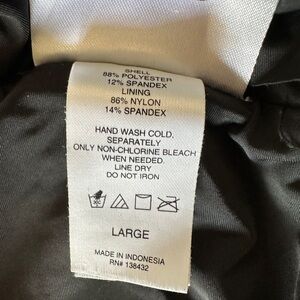 SHELL
88% POLYESTER
12% SPANDEX
LINING
86% NYLON
14% SPANDEX
HAND WASH COLD,
SEPARATELY
ONLY NON-CHLORINE BLEACH
WHEN NEEDED.
LINE DRY
DO NOT IRON
LARGE
MADE IN INDONESIA
RN# 138432